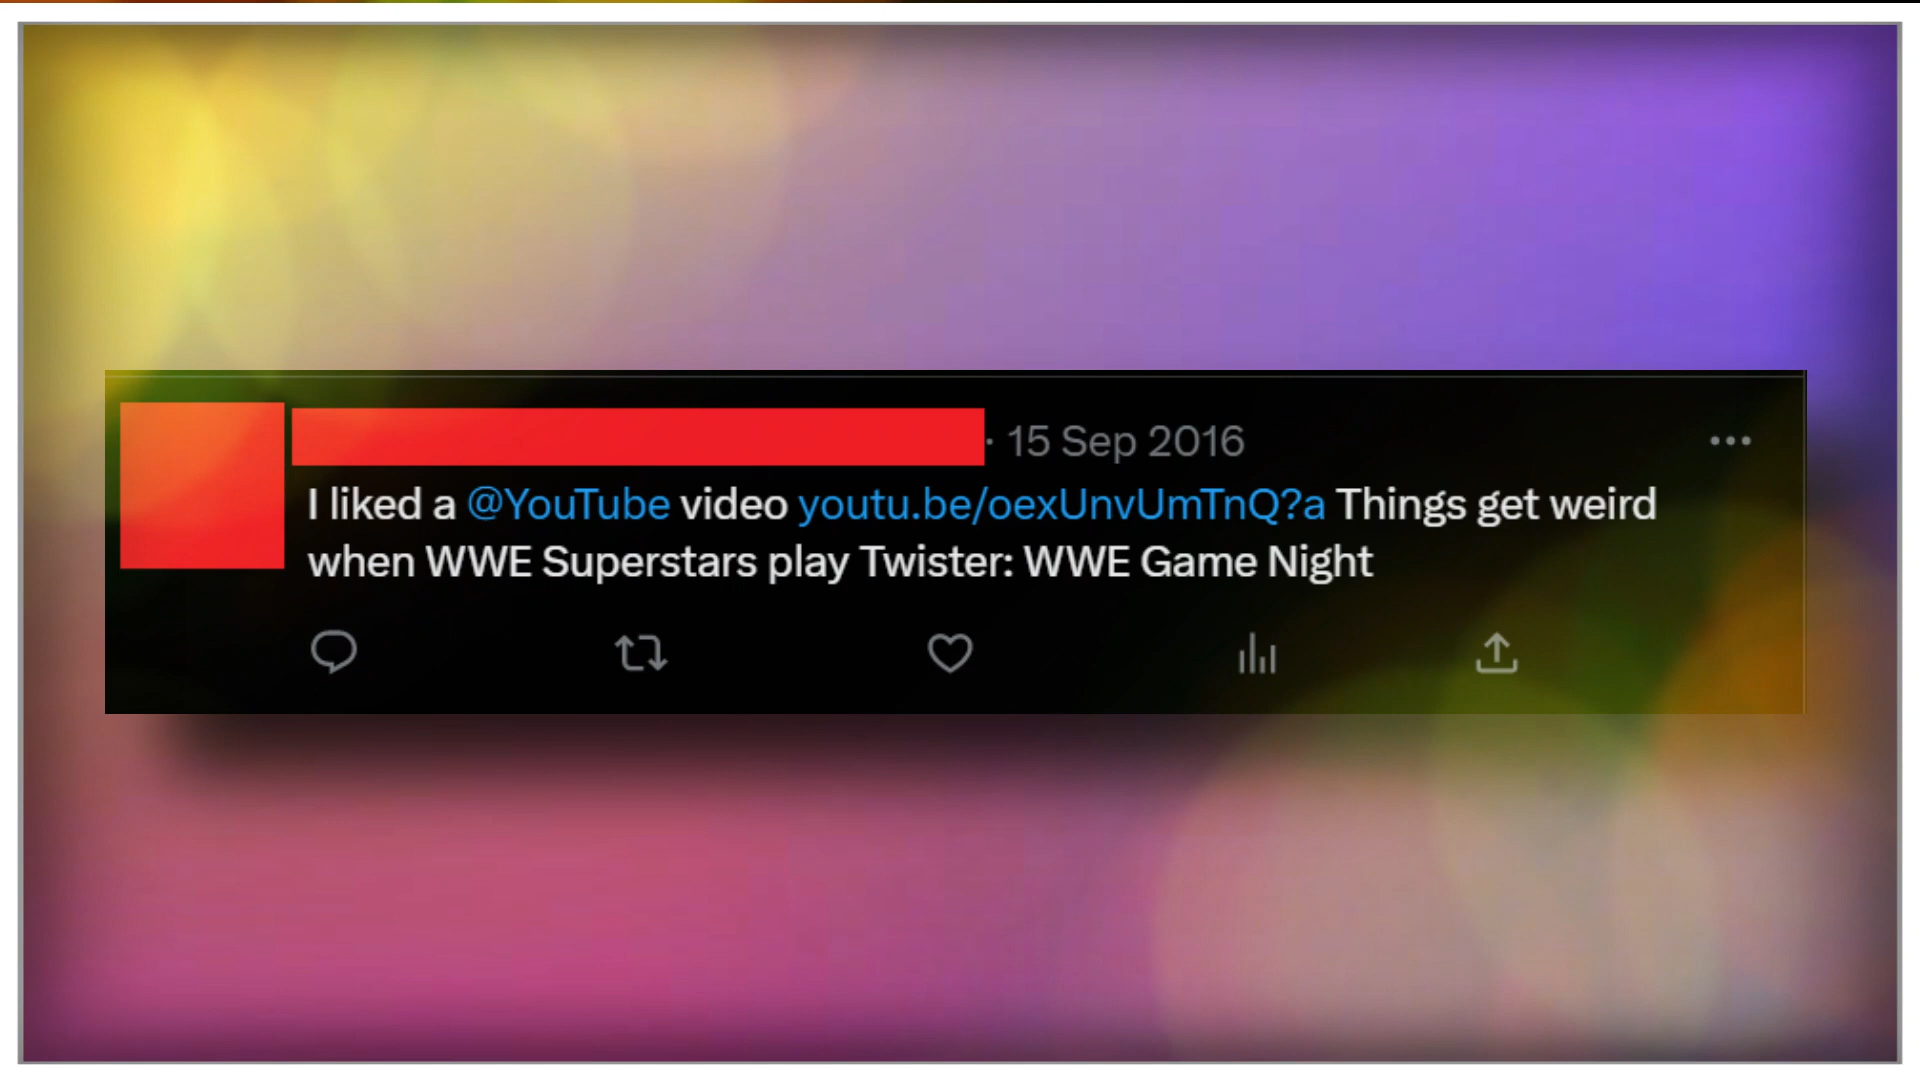 · 15 Sep 2016
I liked a @YouTube video youtu.be/oexUnvUmTnQ?a Things get weird
when WWE Superstars play Twister: WWE Game Night